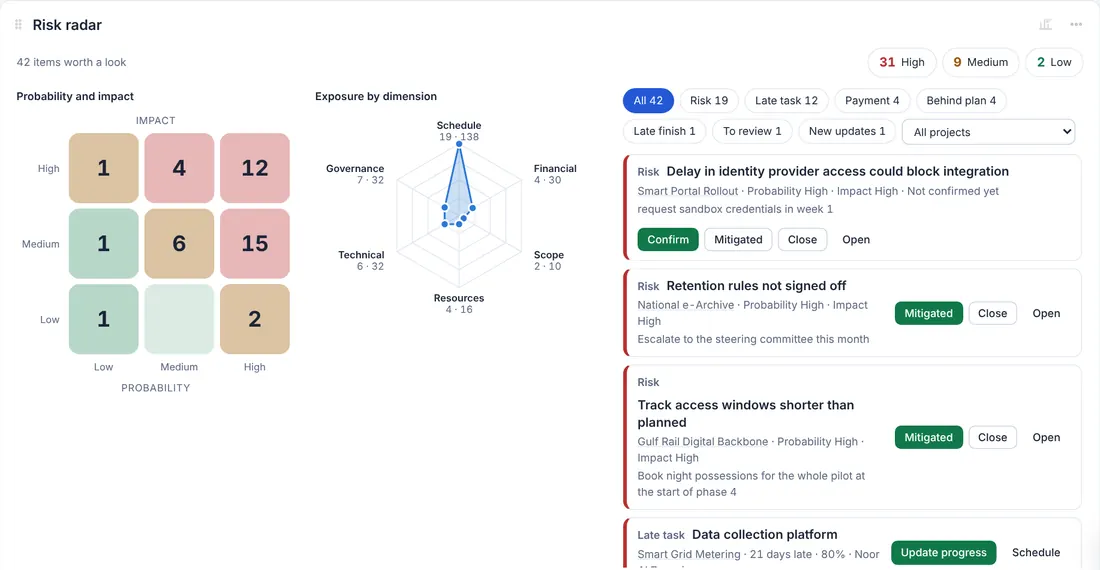 Risk radar
42 items worth a look
31 High
9 Medium
2 Low
Probability and impact
IMPACT
High
1
4
12
Medium
1
6
15
Low
1
2
Low
Medium
High
PROBABILITY
Exposure by dimension
Schedule
19 · 138
Governance
7 · 32
Financial
4 · 30
Technical
6 · 32
Scope
2 · 10
Resources
4 · 16
All 42
Risk 19
Late task 12
Payment 4
Behind plan 4
Late finish 1
To review 1
New updates 1
All projects
Risk Delay in identity provider access could block integration
Smart Portal Rollout · Probability High · Impact High · Not confirmed yet
request sandbox credentials in week 1
Confirm
Mitigated
Close
Open
Risk Retention rules not signed off
National e-Archive · Probability High · Impact
High
Escalate to the steering committee this month
Mitigated
Close
Open
Risk
Track access windows shorter than
planned
Gulf Rail Digital Backbone · Probability High ·
Impact High
Book night possessions for the whole pilot at
the start of phase 4
Mitigated
Close
Open
Late task Data collection platform
Smart Grid Metering · 21 days late · 80% · Noor
Update progress
Schedule